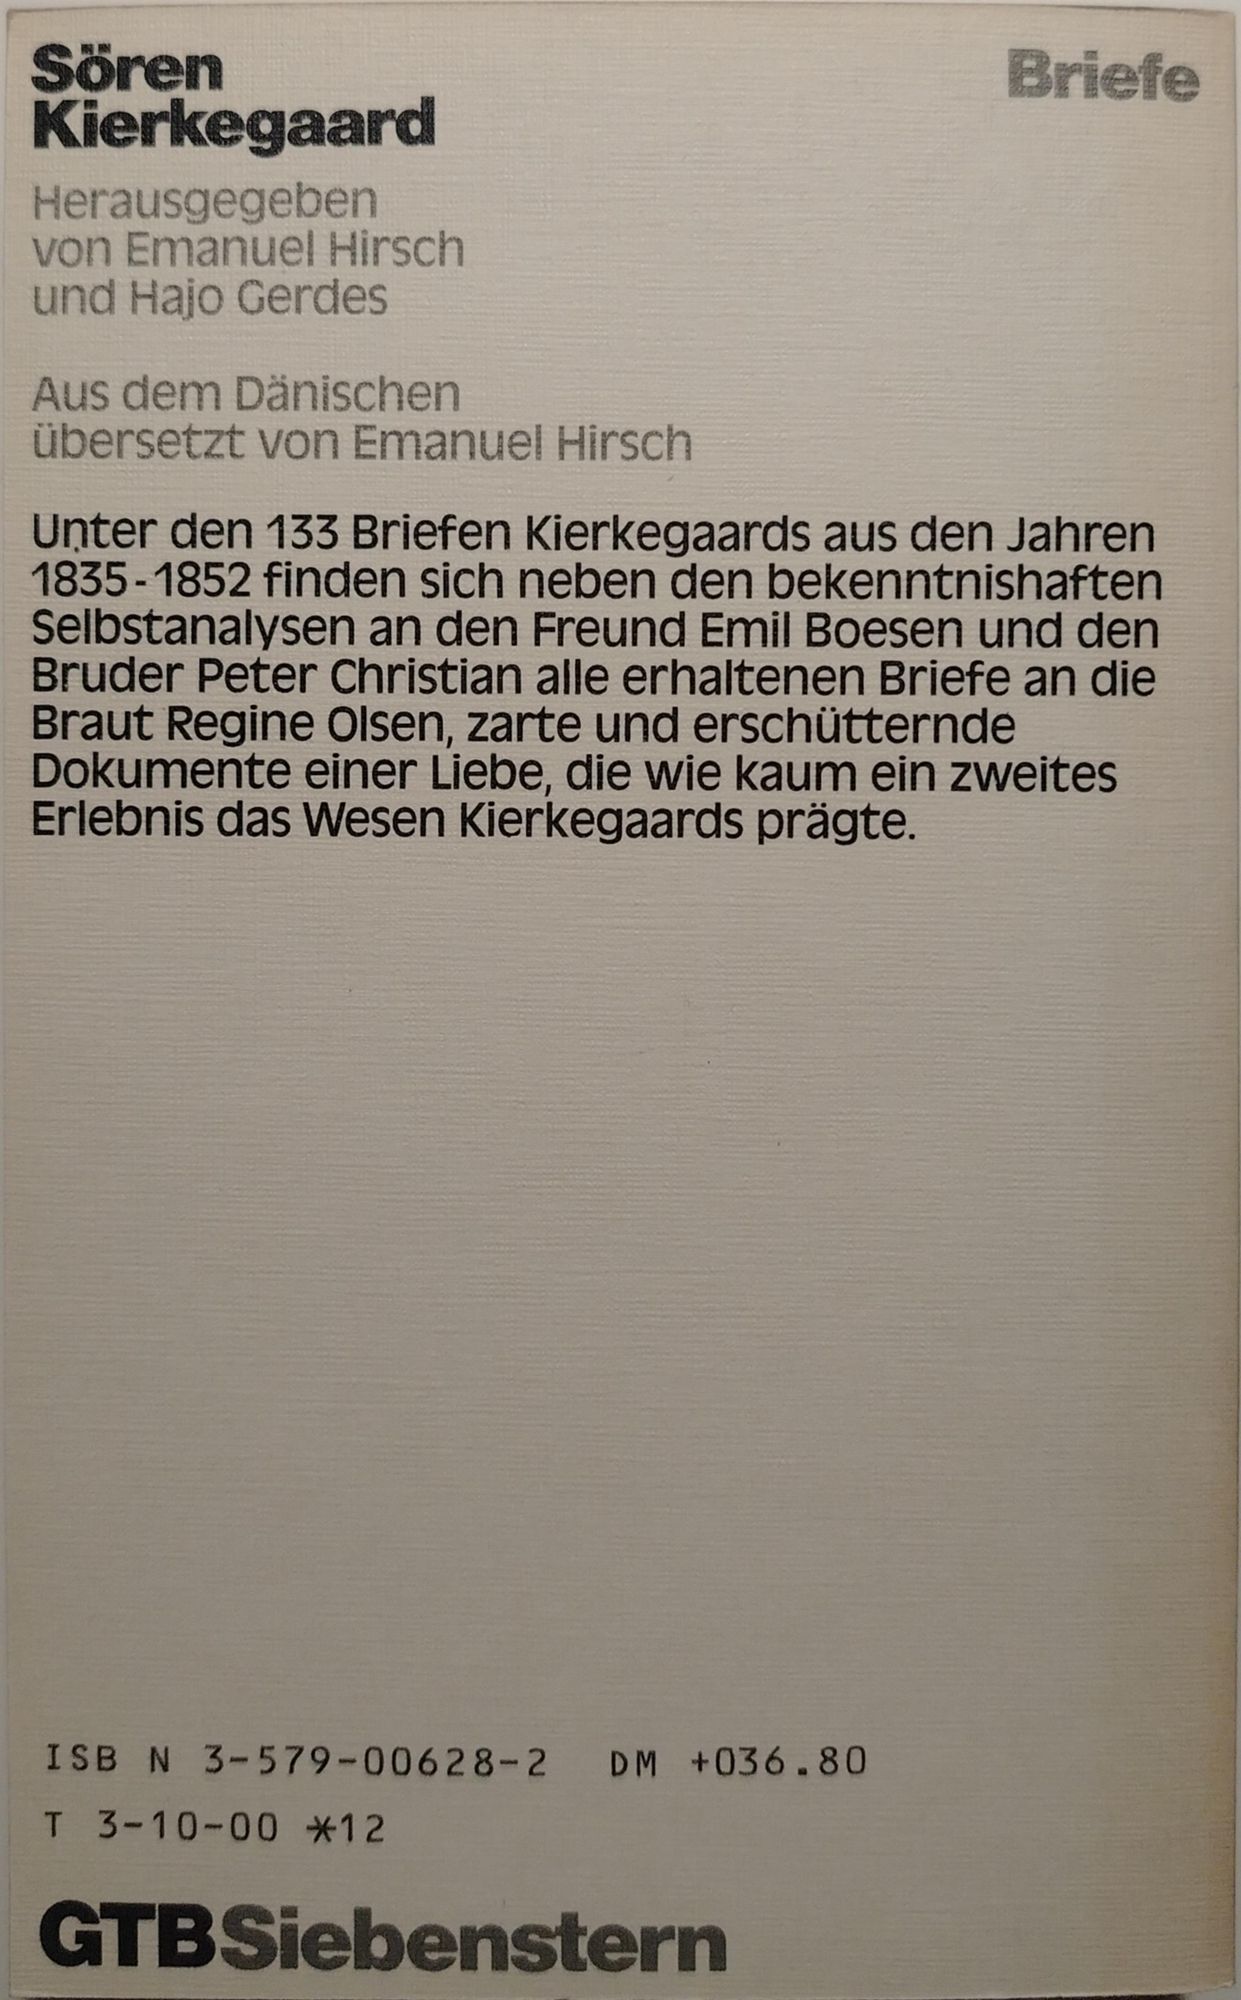 Sören
Kierkegaard
Briefe
Herausgegeben
von Emanuel Hirsch
und Hajo Gerdes
Aus dem Dänischen
übersetzt von Emanuel Hirsch
Unter den 133 Briefen Kierkegaards aus den Jahren
1835-1852 finden sich neben den bekenntnishaften
Selbstanalysen an den Freund Emil Boesen und den
Bruder Peter Christian alle erhaltenen Briefe an die
Braut Regine Olsen, zarte und erschütternde
Dokumente einer Liebe, die wie kaum ein zweites
Erlebnis das Wesen Kierkegaards prägte.
ISB N 3-579-00628-2 DM +036.80
T 3-10-00 *12
GTBSiebenstern